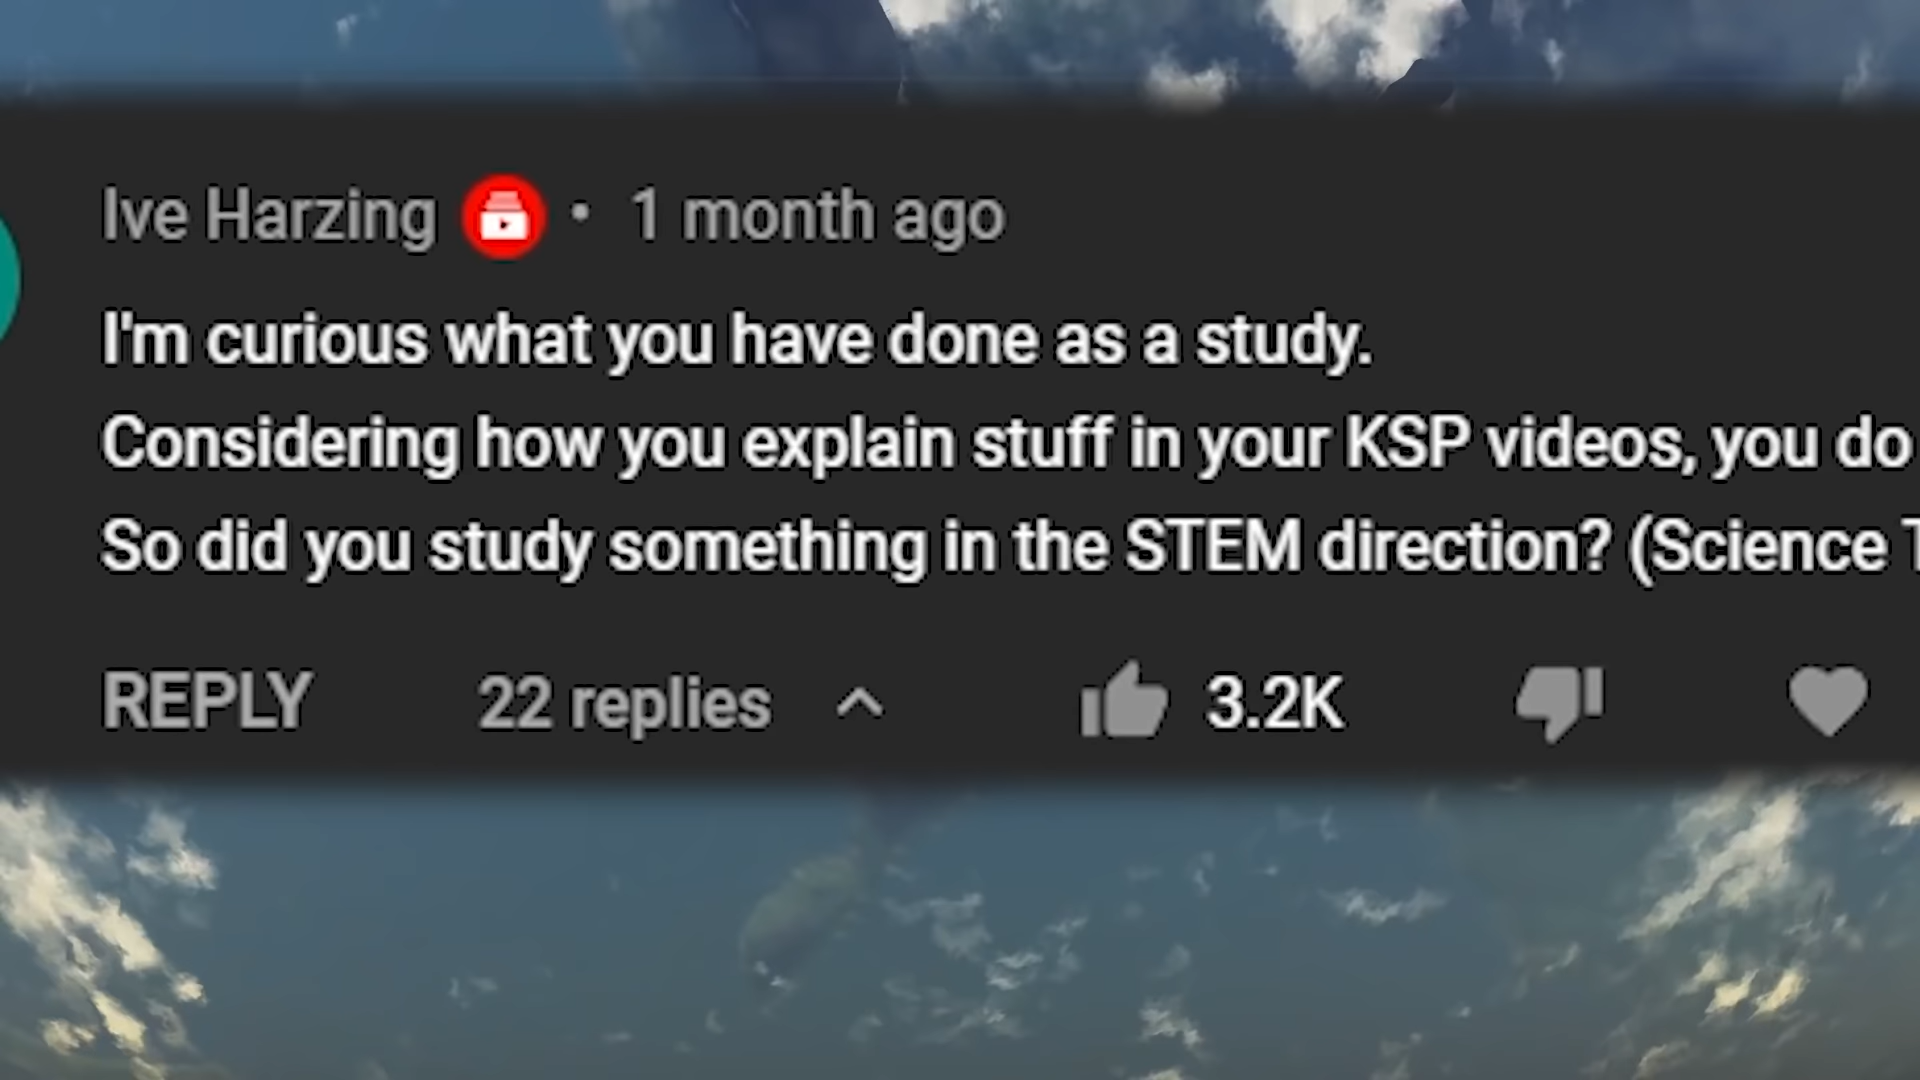 Ive Harzing • 1 month ago
I'm curious what you have done as a study.
Considering how you explain stuff in your KSP videos, you do
So did you study something in the STEM direction? (Science T
REPLY 22 replies 3.2K